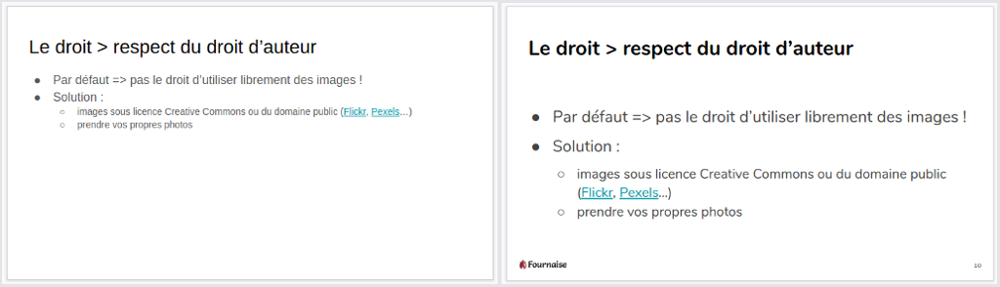 Le droit > respect du droit d’auteur
● Par défaut => pas le droit d’utiliser librement des images !
● Solution :
○ images sous licence Creative Commons ou du domaine public (Flickr, Pexels…)
○ prendre vos propres photos
Le droit > respect du droit d’auteur
● Par défaut => pas le droit d’utiliser librement des images !
● Solution :
○ images sous licence Creative Commons ou du domaine public
(Flickr, Pexels…)
○ prendre vos propres photos
Fournaise
10